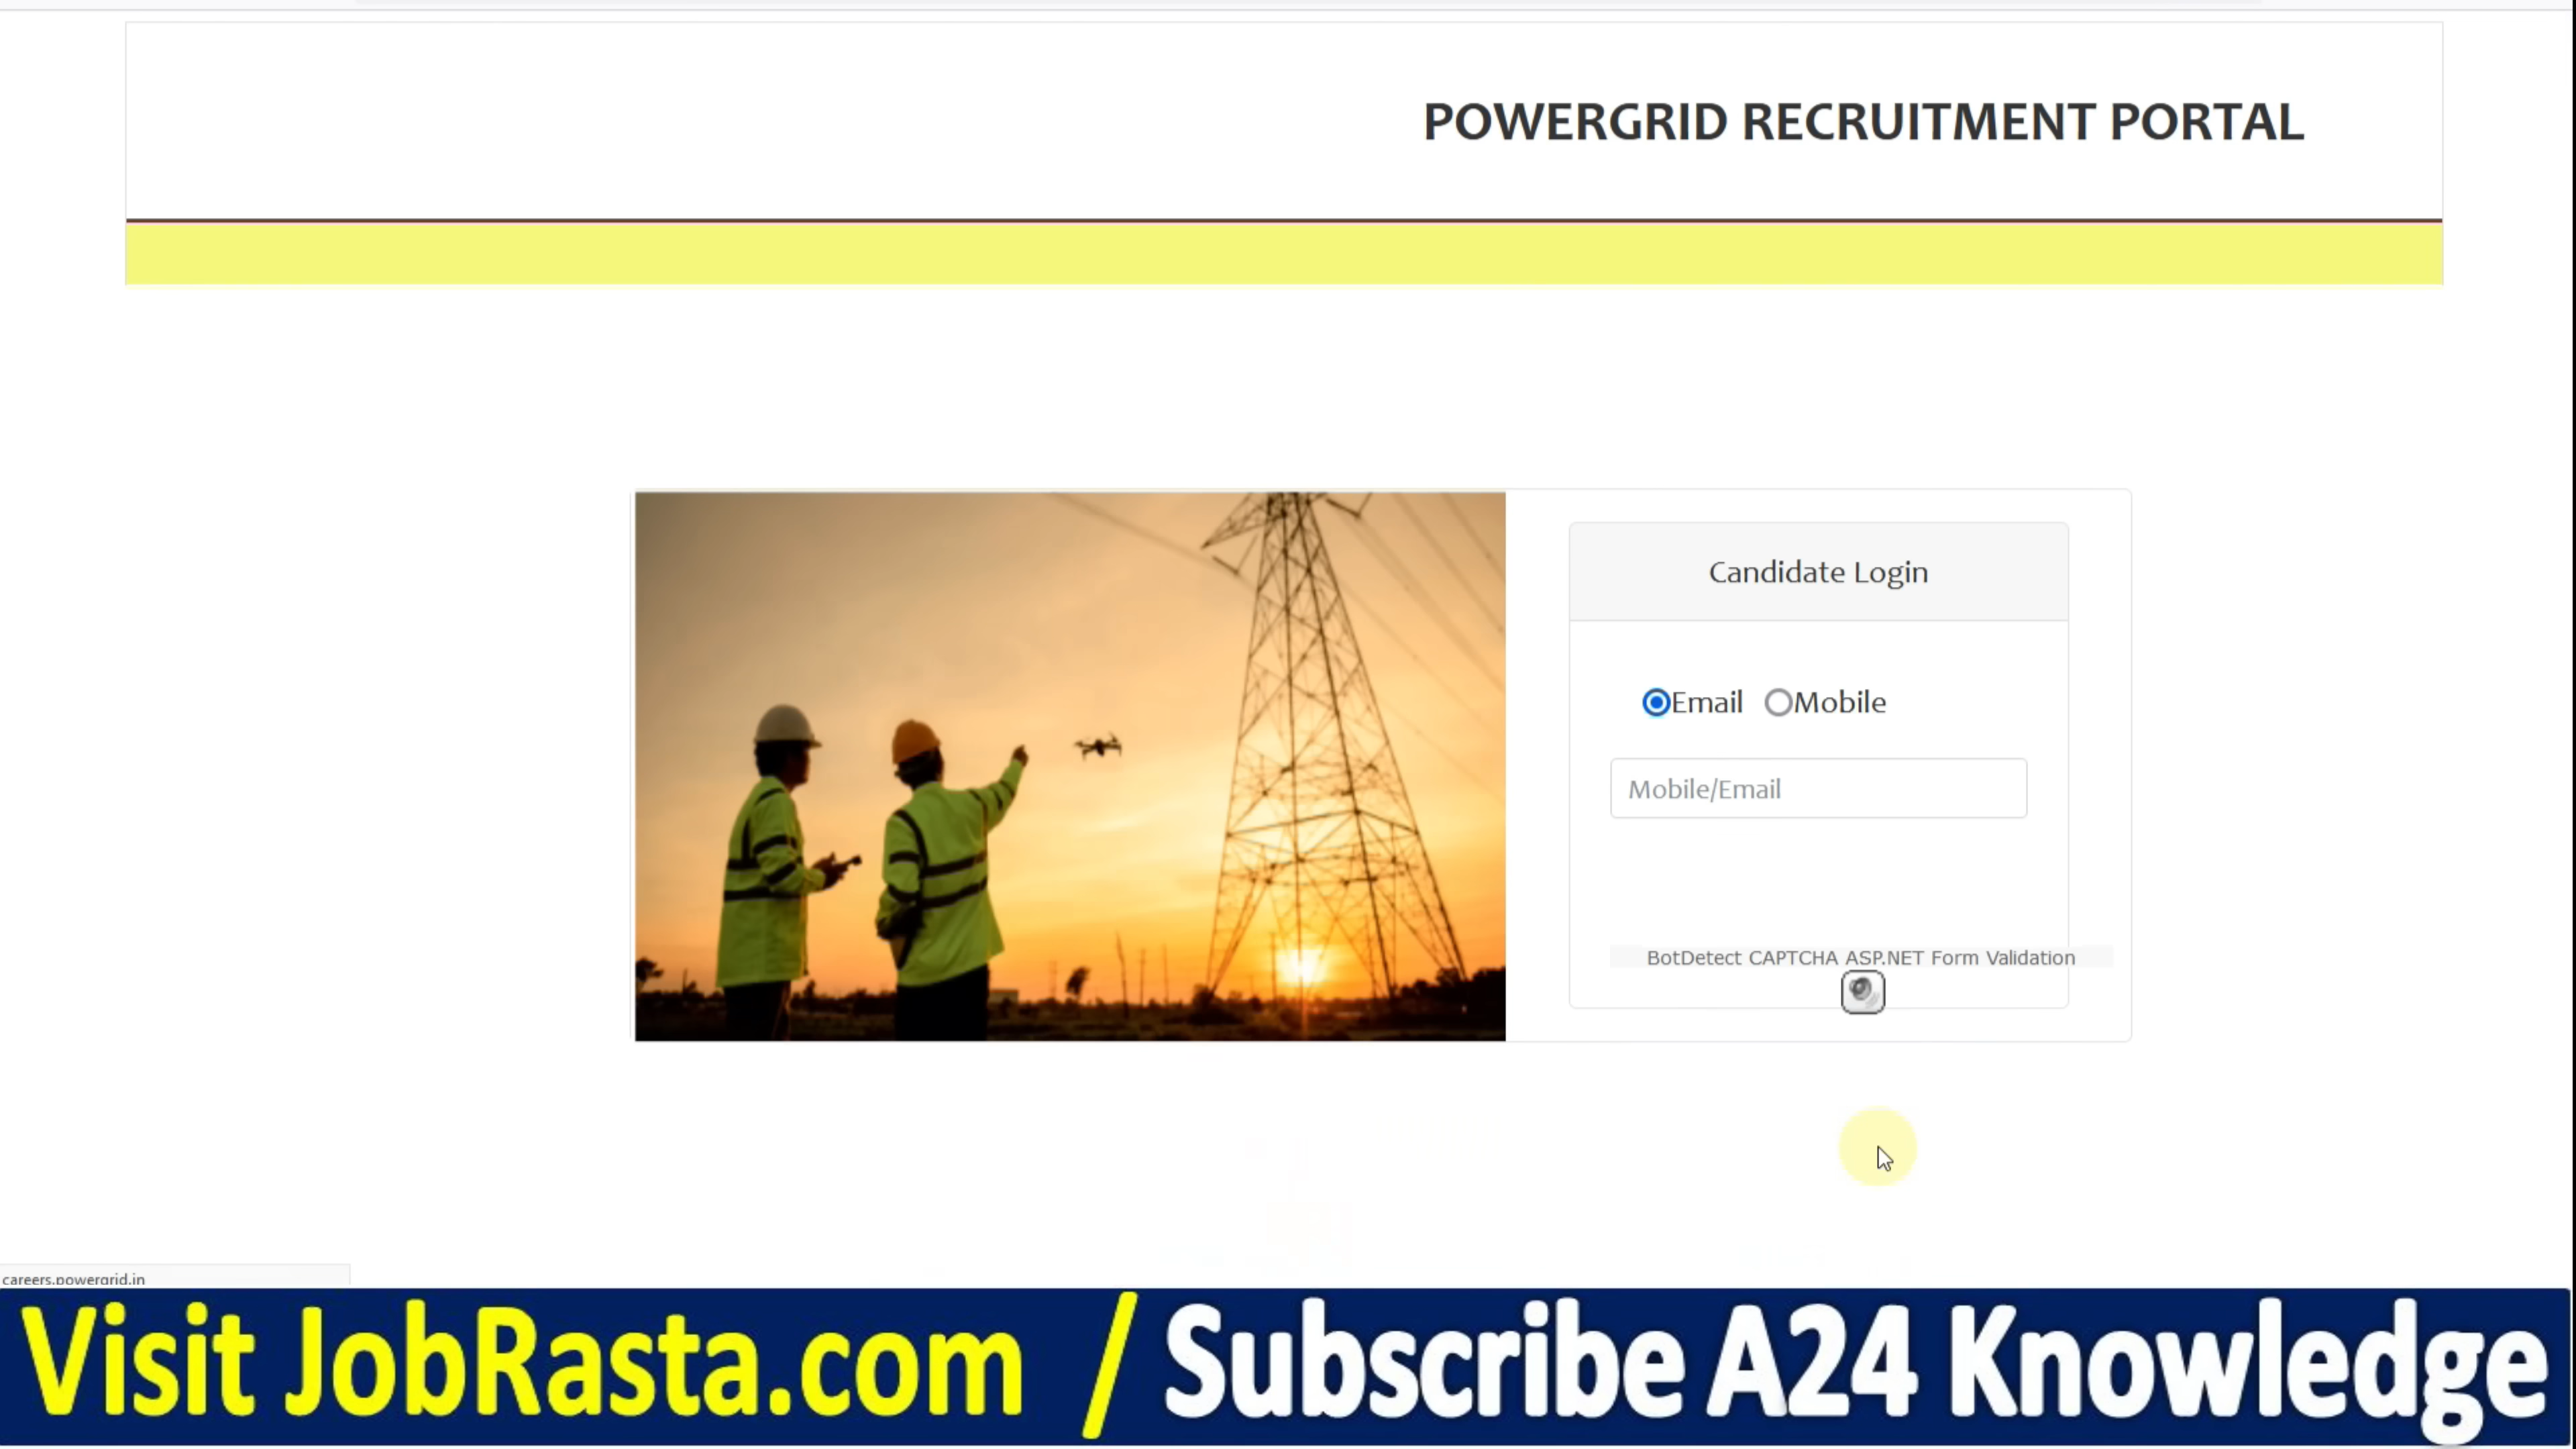 POWERGRID RECRUITMENT PORTAL
Candidate Login
Email Mobile
Mobile/Email
BotDetect CAPTCHA ASP.NET Form Validation
careers.powergrid.in
Visit JobRasta.com / Subscribe A24 Knowledge